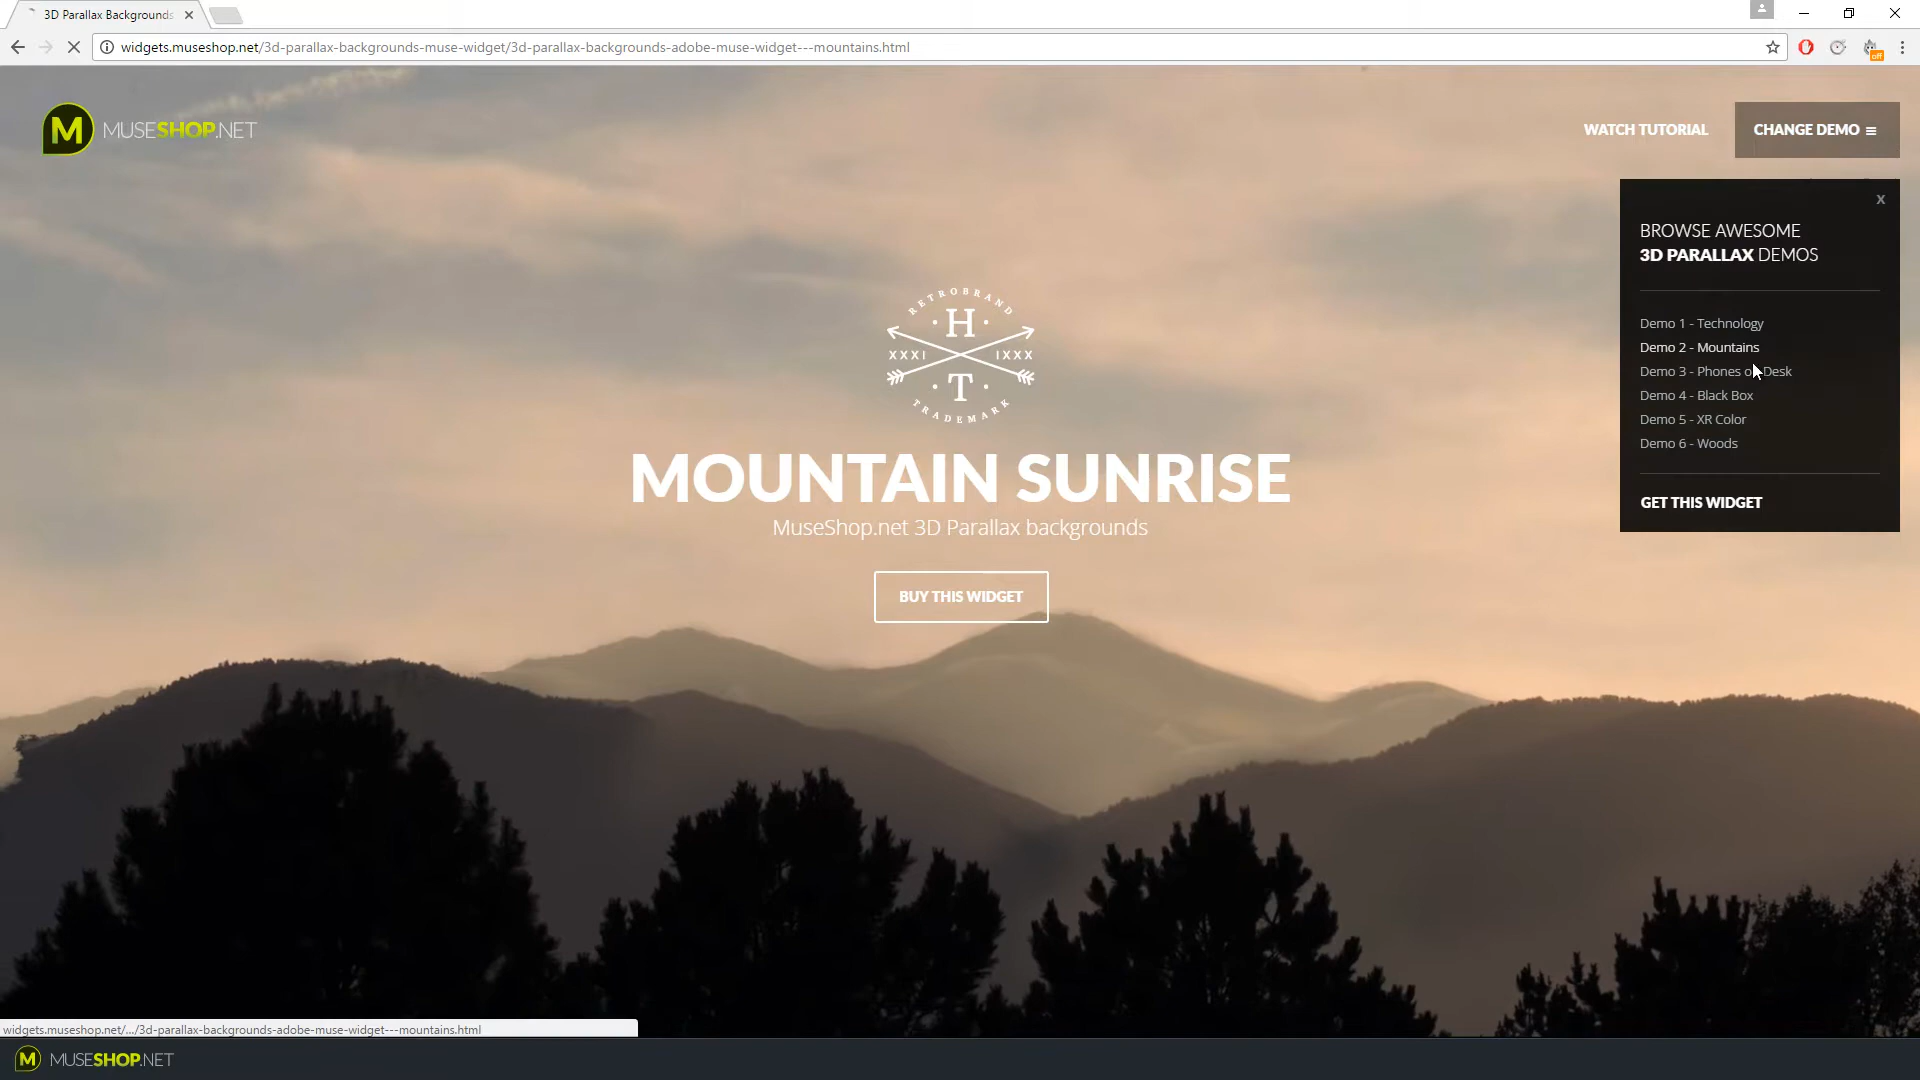 3D Parallax Backgrounds
widgets.museshop.net/3d-parallax-backgrounds-muse-widget/3d-parallax-backgrounds-adobe-muse-widget---mountains.html
off
M MUSESHOP.NET
WATCH TUTORIAL
CHANGE DEMO
x
BROWSE AWESOME
3D PARALLAX DEMOS
Demo 1 - Technology
Demo 2 - Mountains
Demo 3 - Phones Desk
Demo 4 - Black Box
Demo 5 - XR Color
Demo 6 - Woods
GET THIS WIDGET
RETROBRAND
H
XXXI IXXX
T
TRADEMARK
MOUNTAIN SUNRISE
MuseShop.net 3D Parallax backgrounds
BUY THIS WIDGET
widgets.museshop.net/.../3d-parallax-backgrounds-adobe-muse-widget---mountains.html
M MUSESHOP.NET